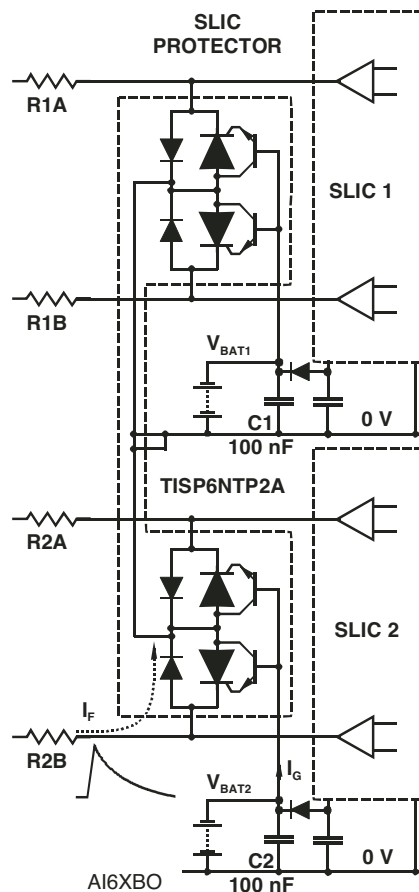 SLIC
PROTECTOR
R1A
SLIC 1
R1B
VBAT1
C1
0 V
100 nF
TISP6NTP2A
R2A
SLIC 2
IF
R2B
VBAT2
IG
C2
0 V
AI6XBO
100 nF